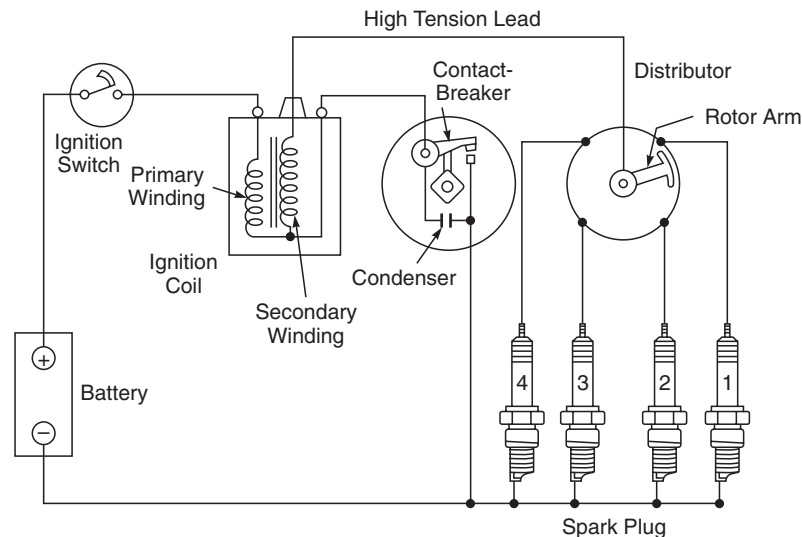 High Tension Lead
Contact-
Breaker
Distributor
Rotor Arm
Ignition
Switch
Primary
Winding
Ignition
Coil
Condenser
Secondary
Winding
+
Battery
−
4 3 2 1
Spark Plug